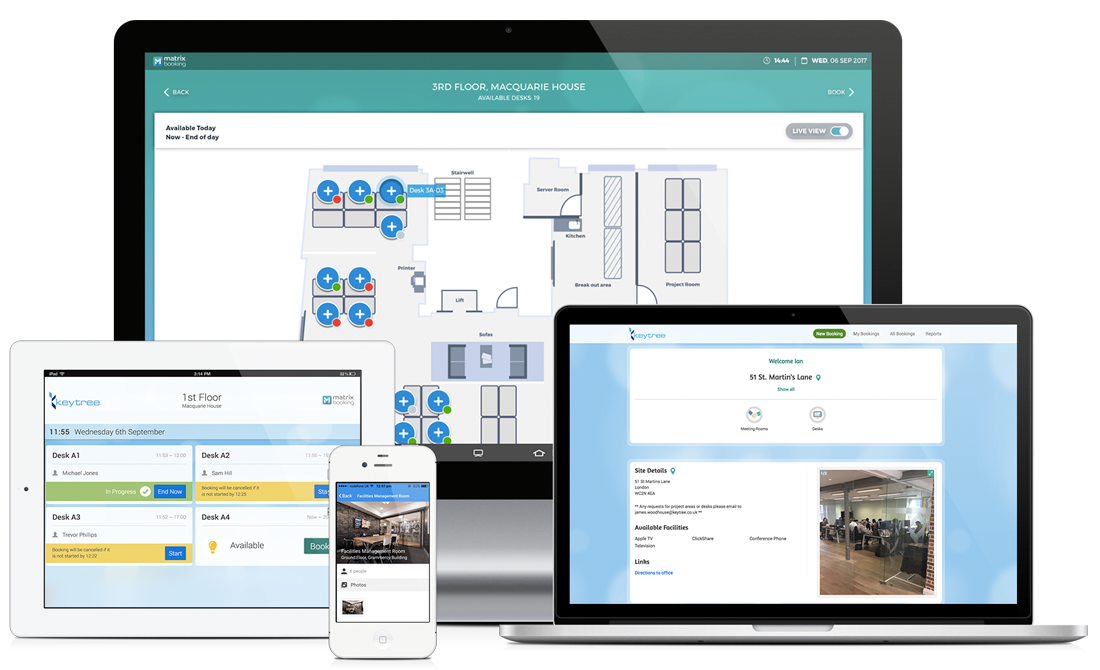 matrix
booking
14:44
WED, 06 SEP 2017
BACK
3RD FLOOR, MACQUARIE HOUSE
AVAILABLE DESKS: 19
BOOK
Available Today
Now - End of day
LIVE VIEW
Stairwell
Desk 3A-03
Server Room
Kitchen
Printer
Lift
Break out area
Project Room
Sofas
iPad
3:14 PM
keytree
1st Floor
Macquarie House
matrix
booking
11:55 Wednesday 6th September
Desk A1
11:53 – 13:00
Michael Jones
In Progress
End Now
Desk A2
11:55 –
Sam Hill
Booking will be cancelled if it
is not started by 12:25
Desk A3
11:52 – 17:00
Trevor Phillips
Booking will be cancelled if it
is not started by 12:22
Start
Desk A4
Now –
Available
Book
12:57 pm
Back
Facilities Management Room
Facilities Management Room
Ground Floor, Grammercy Building
6 people
Photos
keytree
New Booking
My Bookings
All Bookings
Reports
Welcome Ian
51 St. Martin's Lane
Show all
Meeting Rooms
Desks
Site Details
51 St Martins Lane
London
WC2N 4EA
** Any requests for project areas or desks please email to
james.woodhouse@keytree.co.uk **
Available Facilities
Apple TV
ClickShare
Conference Phone
Television
Links
Directions to office